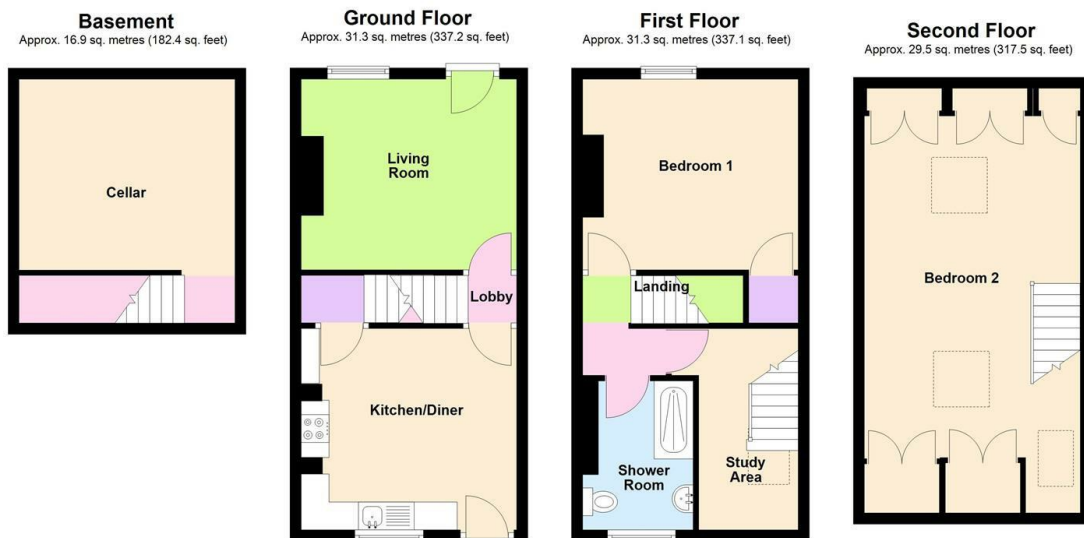 Basement
Approx. 16.9 sq. metres (182.4 sq. feet)
Cellar
Ground Floor
Approx. 31.3 sq. metres (337.2 sq. feet)
Living
Room
Lobby
Kitchen/Diner
First Floor
Approx. 31.3 sq. metres (337.1 sq. feet)
Bedroom 1
Landing
Shower
Room
Study
Area
Second Floor
Approx. 29.5 sq. metres (317.5 sq. feet)
Bedroom 2